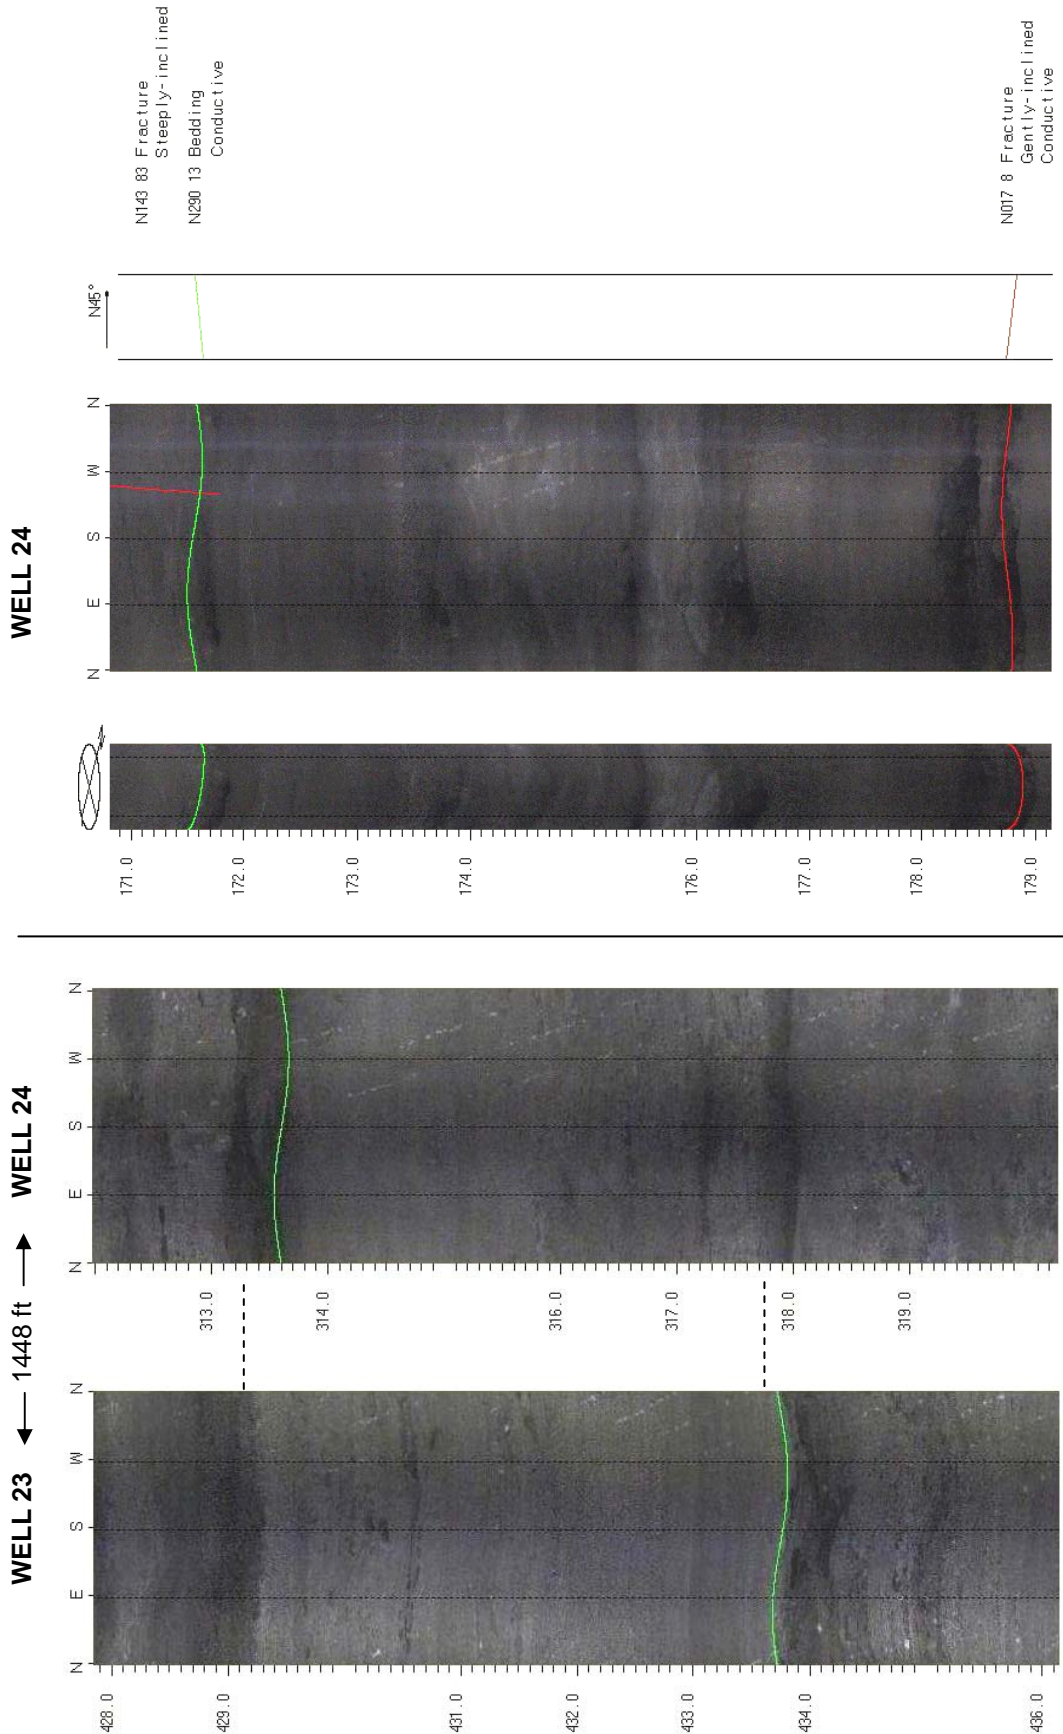 WELL 23 ← 1448 ft → WELL 24
WELL 24
N E S W N
428.0
429.0
431.0
432.0
433.0
434.0
436.0
N E S W N
313.0
314.0
316.0
317.0
318.0
319.0
171.0
172.0
173.0
174.0
176.0
177.0
178.0
179.0
N E S W N
N45°
N143 83 Fracture
Steeply-inclined
N290 13 Bedding
Conductive
N017 8 Fracture
Gently-inclined
Conductive